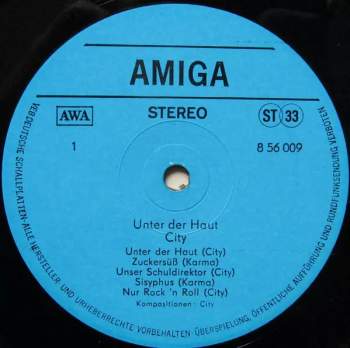 AMIGA
AWA STEREO ST 33
1 8 56 009
Unter der Haut
City
Unter der Haut (City)
Zuckersüß (Karma)
Unser Schuldirektor (City)
Sisyphus (Karma)
Nur Rock 'n Roll (City)
Kompositionen: City
VEB DEUTSCHE SCHALLPLATTEN·ALLE HERSTELLER UND URHEBERRECHTE VORBEHALTEN·ÜBERSPIELUNG, ÖFFENTLICHE AUFFÜHRUNG UND RUNDFUNKSENDUNG VERBOTEN